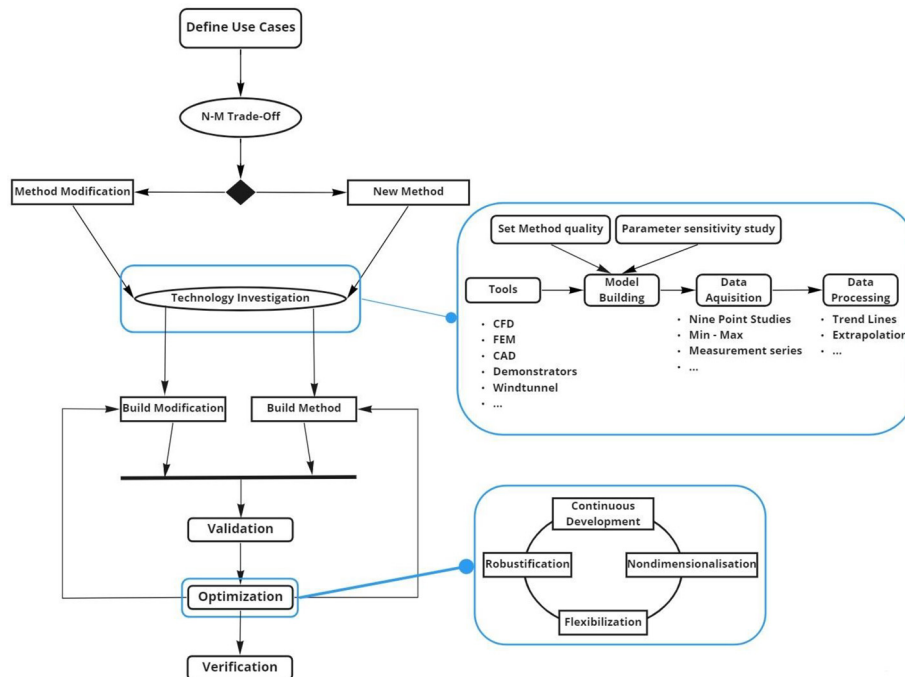 Define Use Cases
N-M Trade-Off
Method Modification
New Method
Technology Investigation
Build Modification
Build Method
Validation
Optimization
Verification
Set Method quality
Parameter sensitivity study
Tools
Model
Building
Data
Aquisition
Data
Processing
• CFD
• FEM
• CAD
• Demonstrators
• Windtunnel
• ...
• Nine Point Studies
• Min - Max
• Measurement series
• ...
• Trend Lines
• Extrapolation
• ...
Continuous
Development
Robustification
Nondimensionalisation
Flexibilization